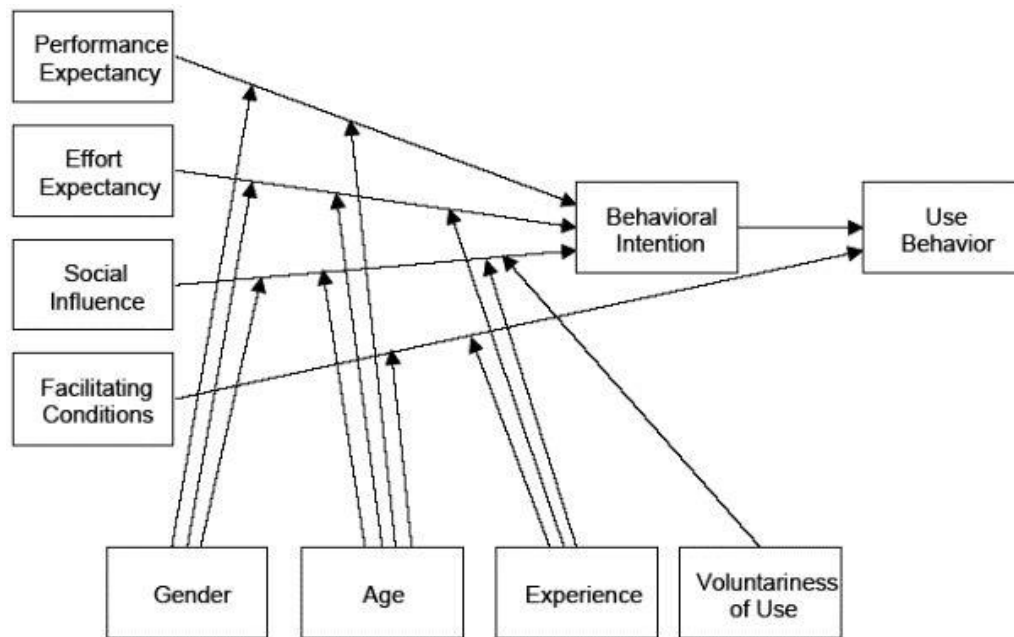 Performance
Expectancy
Effort
Expectancy
Social
Influence
Facilitating
Conditions
Behavioral
Intention
Use
Behavior
Gender
Age
Experience
Voluntariness
of Use